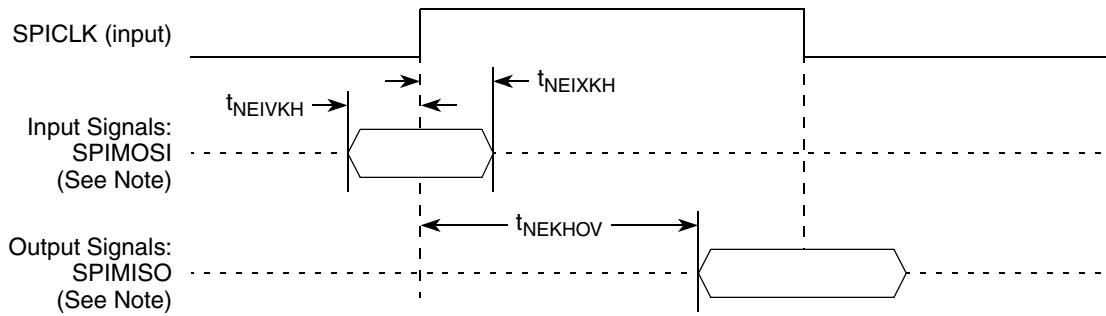 SPICLK (input)
tNEIXKH
tNEIVKH
Input Signals:
SPIMOSI
(See Note)
tNEKHOV
Output Signals:
SPIMISO
(See Note)